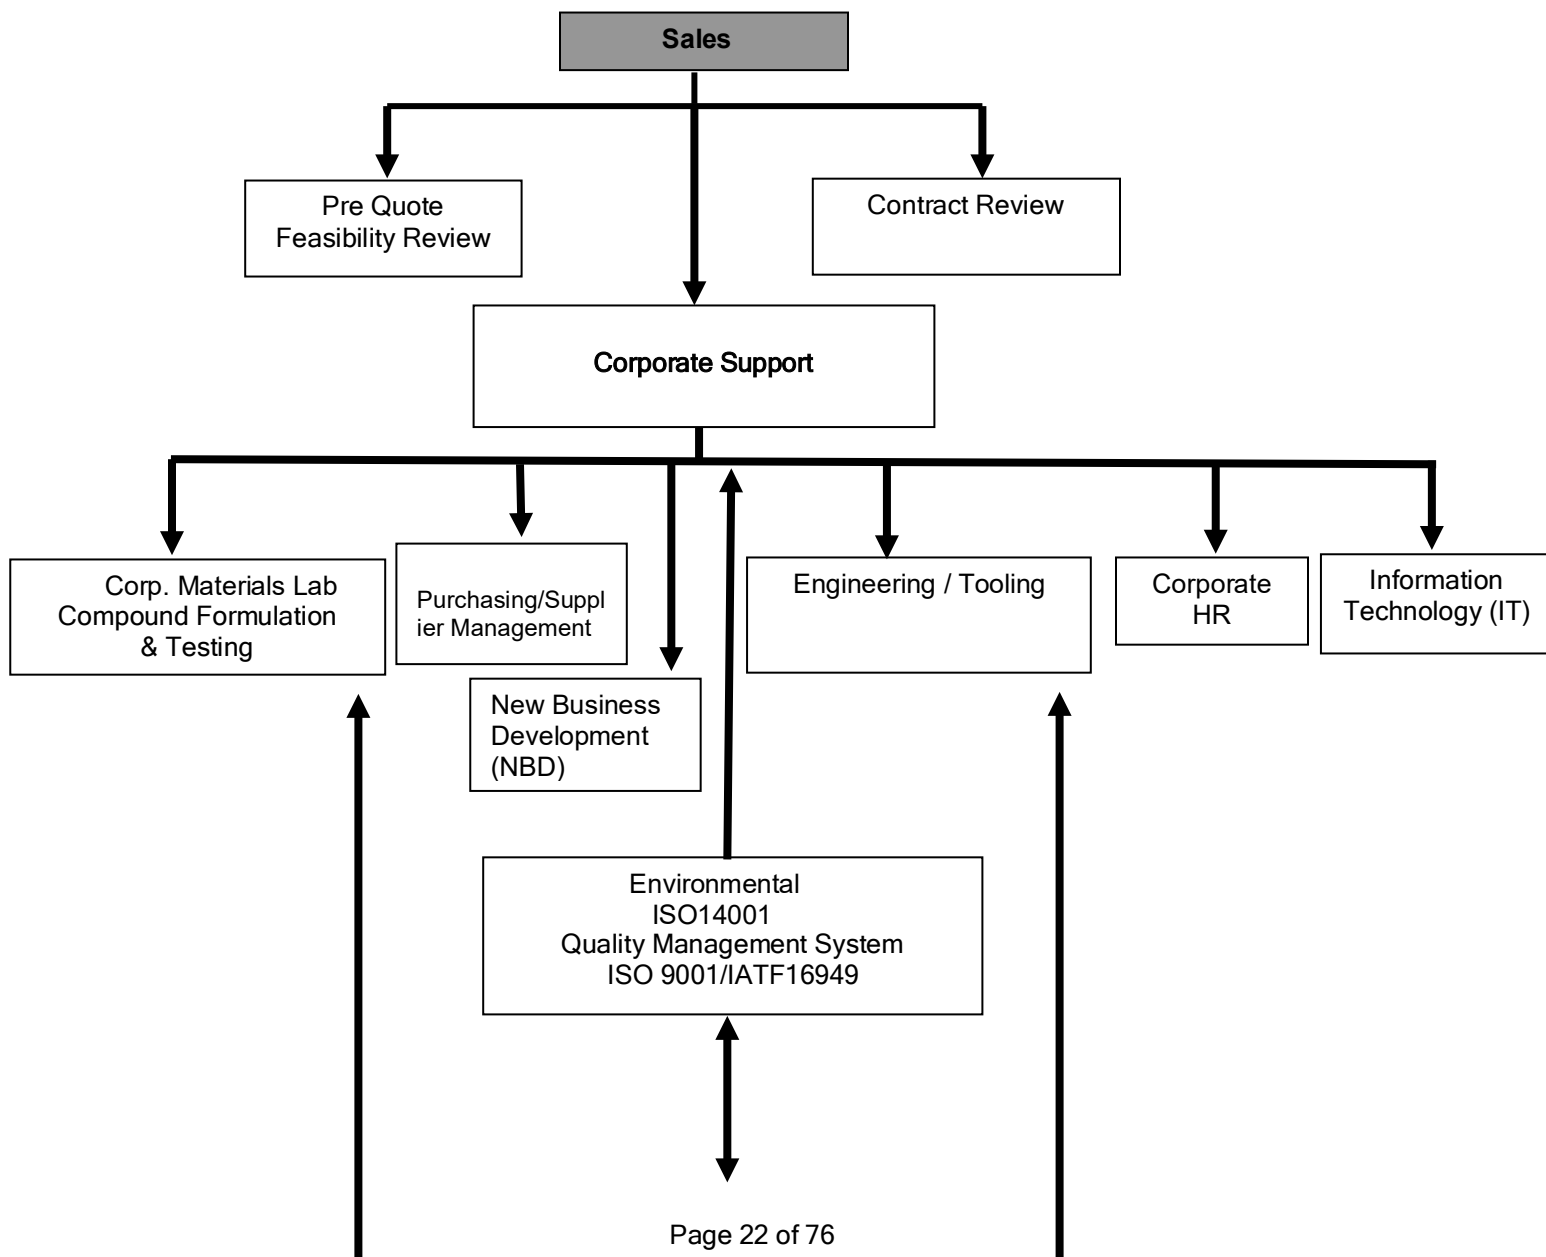 Sales
Pre Quote
Feasibility Review
Contract Review
Corporate Support
Corp. Materials Lab
Compound Formulation
& Testing
Purchasing/Suppl
ier Management
New Business
Development
(NBD)
Engineering / Tooling
Corporate
HR
Information
Technology (IT)
Environmental
ISO14001
Quality Management System
ISO 9001/IATF16949
Page 22 of 76